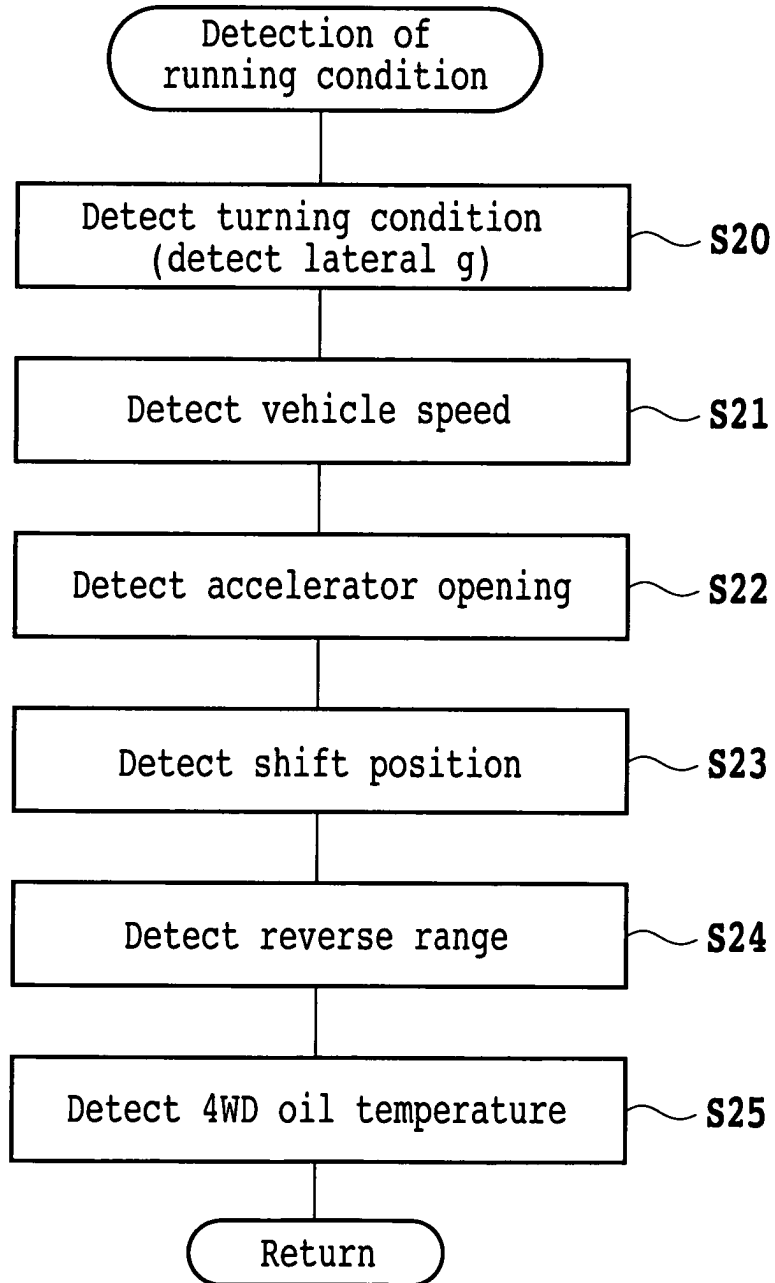 Detection of
running condition
Detect turning condition
(detect lateral g)
S20
Detect vehicle speed
S21
Detect accelerator opening
S22
Detect shift position
S23
Detect reverse range
S24
Detect 4WD oil temperature
S25
Return